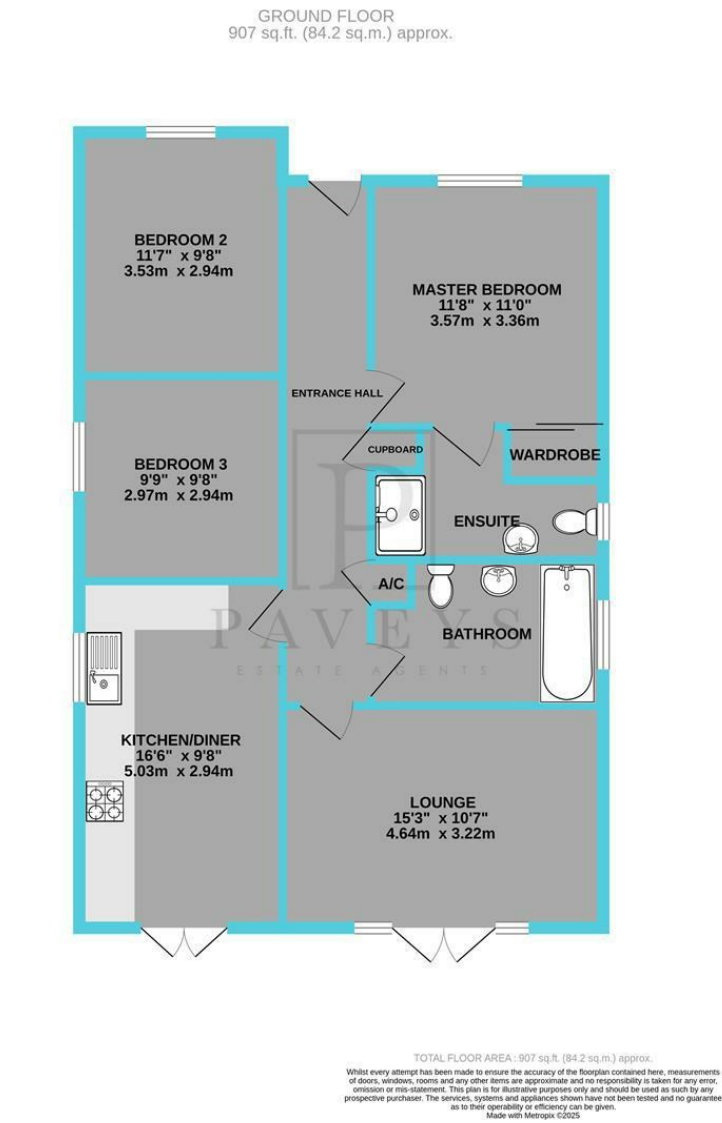 GROUND FLOOR
907 sq.ft. (84.2 sq.m.) approx.
BEDROOM 2
11'7" x 9'8"
3.53m x 2.94m
MASTER BEDROOM
11'8" x 11'0"
3.57m x 3.36m
ENTRANCE HALL
CUPBOARD
WARDROBE
BEDROOM 3
9'9" x 9'8"
2.97m x 2.94m
ENSUITE
A/C
P
PAVEYS
ESTATE AGENTS
BATHROOM
KITCHEN/DINER
16'6" x 9'8"
5.03m x 2.94m
LOUNGE
15'3" x 10'7"
4.64m x 3.22m
TOTAL FLOOR AREA : 907 sq.ft. (84.2 sq.m.) approx.
Whilst every attempt has been made to ensure the accuracy of the floorplan contained here, measurements
of doors, windows, rooms and any other items are approximate and no responsibility is taken for any error,
omission or mis-statement. This plan is for illustrative purposes only and should be used as such by any
prospective purchaser. The services, systems and appliances shown have not been tested and no guarantee
as to their operability or efficiency can be given.
Made with Metropix ©2025